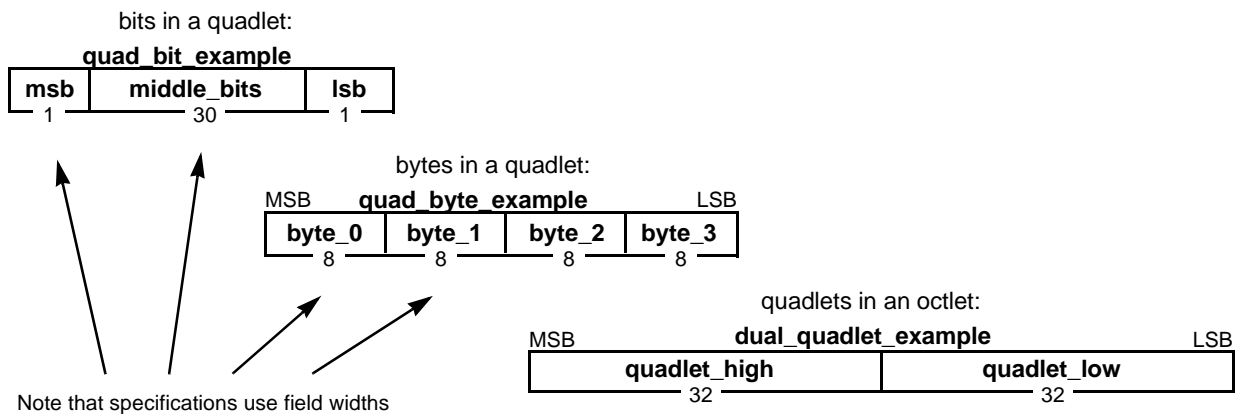 bits in a quadlet:
quad_bit_example
msb middle_bits lsb
1 30 1
bytes in a quadlet:
MSB quad_byte_example LSB
byte_0 byte_1 byte_2 byte_3
8 8 8 8
quadlets in an octlet:
MSB dual_quadlet_example LSB
quadlet_high quadlet_low
32 32
Note that specifications use field widths